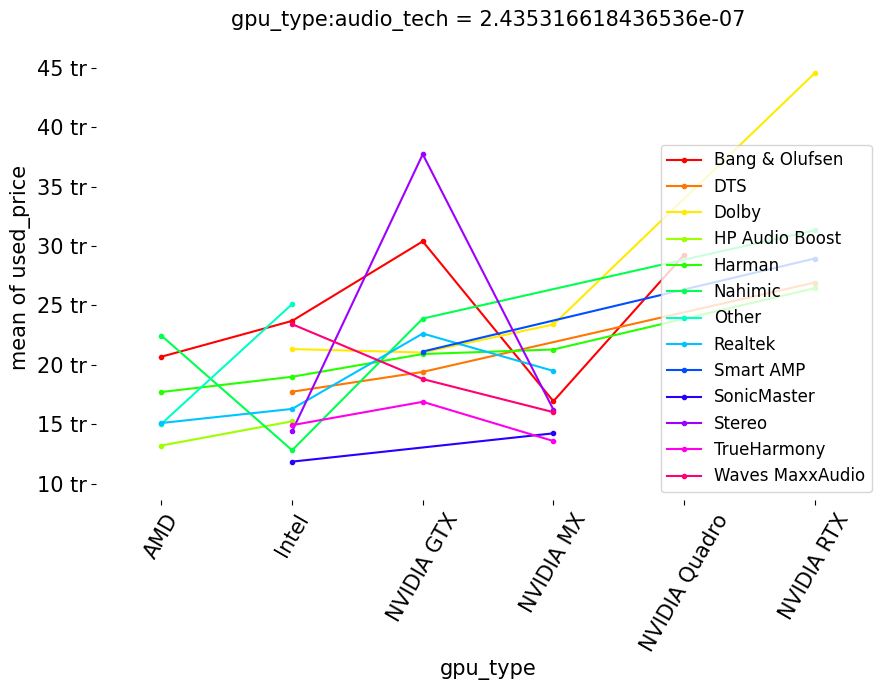 gpu_type:audio_tech = 2.435316618436536e-07
45 tr
40 tr
35 tr
30 tr
25 tr
20 tr
15 tr
10 tr
mean of used_price
Bang & Olufsen
DTS
Dolby
HP Audio Boost
Harman
Nahimic
Other
Realtek
Smart AMP
SonicMaster
Stereo
TrueHarmony
Waves MaxxAudio
AMD
Intel
NVIDIA GTX
NVIDIA MX
NVIDIA Quadro
NVIDIA RTX
gpu_type